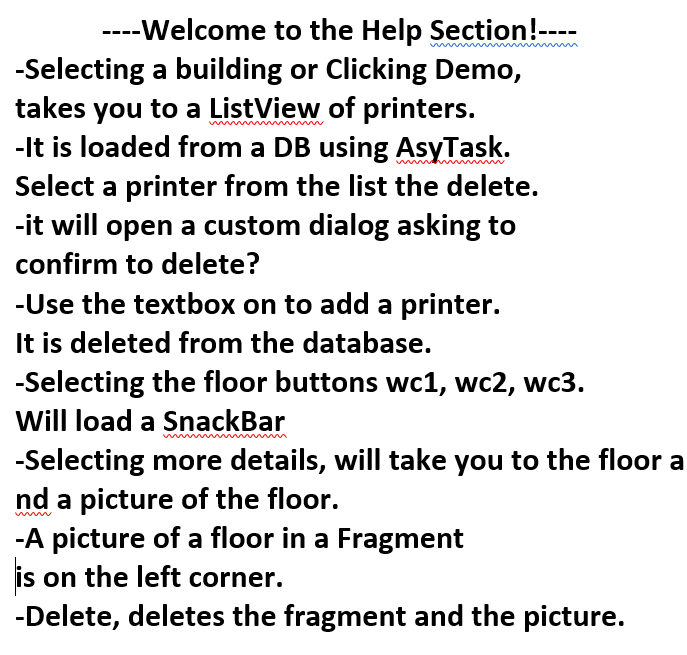 ----Welcome to the Help Section!----
-Selecting a building or Clicking Demo,
takes you to a ListView of printers.
-It is loaded from a DB using AsyTask.
Select a printer from the list the delete.
-it will open a custom dialog asking to
confirm to delete?
-Use the textbox on to add a printer.
It is deleted from the database.
-Selecting the floor buttons wc1, wc2, wc3.
Will load a SnackBar
-Selecting more details, will take you to the floor a
nd a picture of the floor.
-A picture of a floor in a Fragment
is on the left corner.
-Delete, deletes the fragment and the picture.